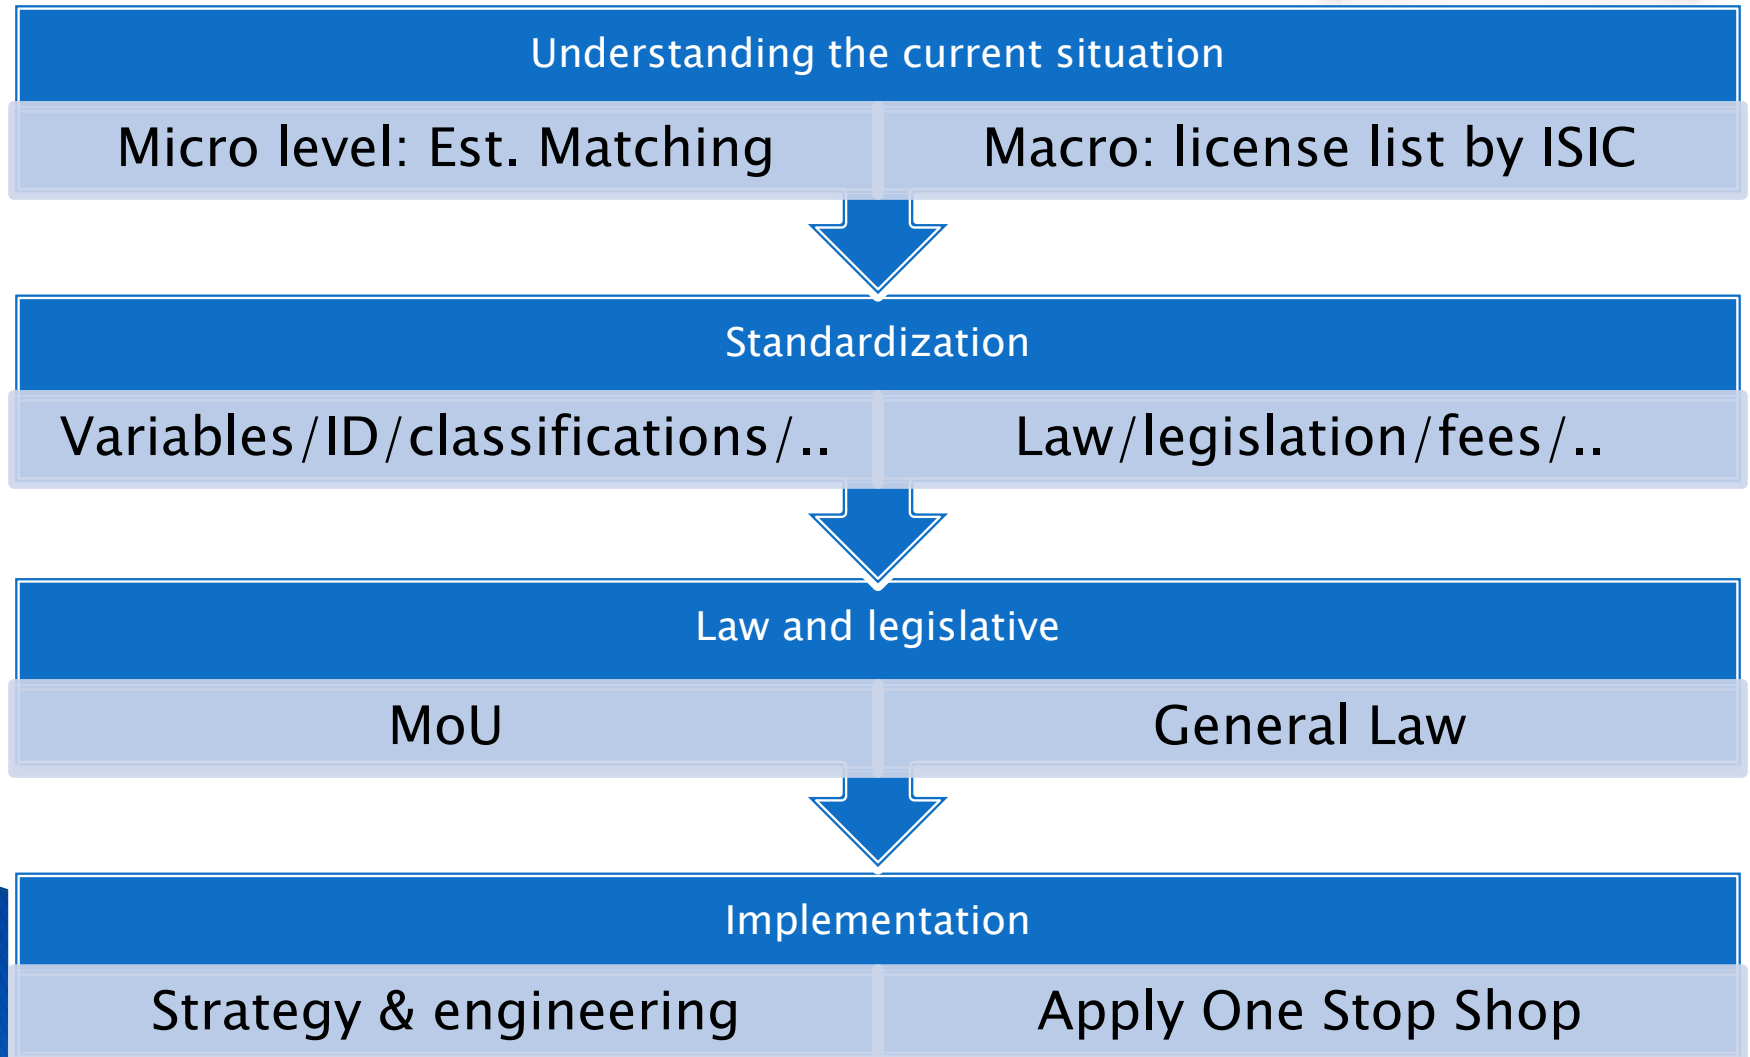 Understanding the current situation
Micro level: Est. Matching
Macro: license list by ISIC
Standardization
Variables/ID/classifications/..
Law/legislation/fees/..
Law and legislative
MoU
General Law
Implementation
Strategy & engineering
Apply One Stop Shop